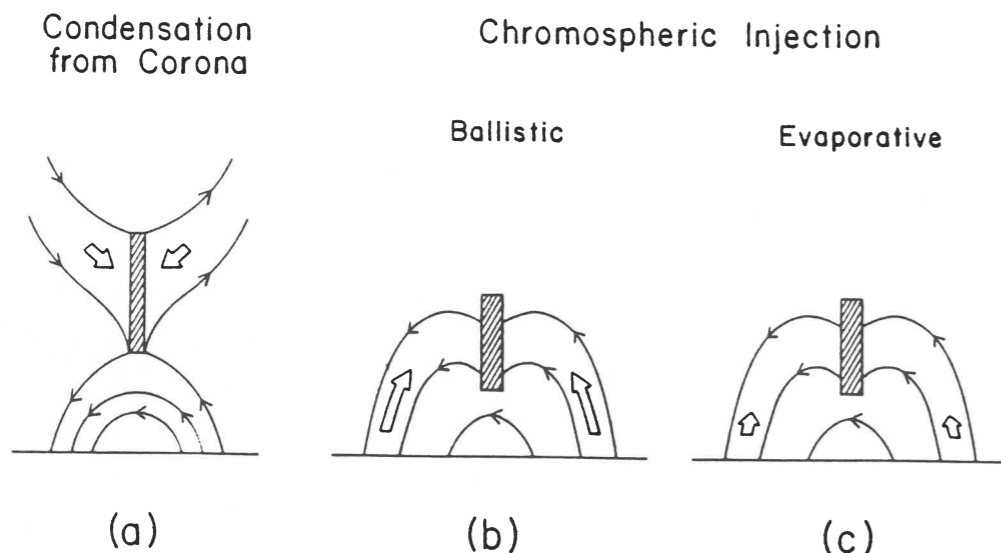 Condensation
from Corona
Chromospheric Injection
Ballistic
Evaporative
(a)
(b)
(c)